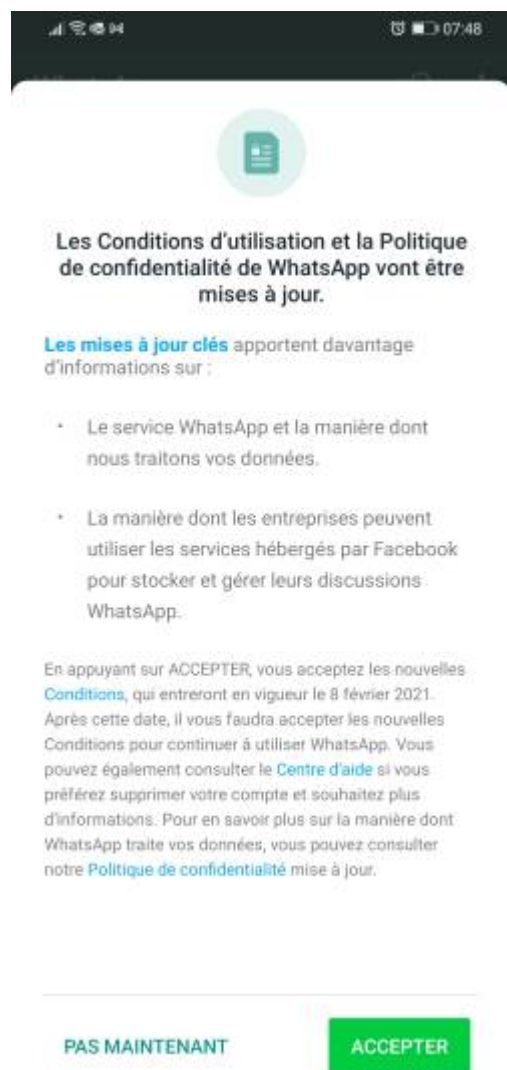 07:48
Les Conditions d'utilisation et la Politique
de confidentialité de WhatsApp vont être
mises à jour.
Les mises à jour clés apportent davantage
d'informations sur :
• Le service WhatsApp et la manière dont
nous traitons vos données.
• La manière dont les entreprises peuvent
utiliser les services hébergés par Facebook
pour stocker et gérer leurs discussions
WhatsApp.
En appuyant sur ACCEPTER, vous acceptez les nouvelles
Conditions, qui entreront en vigueur le 8 février 2021.
Après cette date, il vous faudra accepter les nouvelles
Conditions pour continuer à utiliser WhatsApp. Vous
pouvez également consulter le Centre d'aide si vous
préférez supprimer votre compte et souhaitez plus
d'informations. Pour en savoir plus sur la manière dont
WhatsApp traite vos données, vous pouvez consulter
notre Politique de confidentialité mise à jour.
PAS MAINTENANT
ACCEPTER